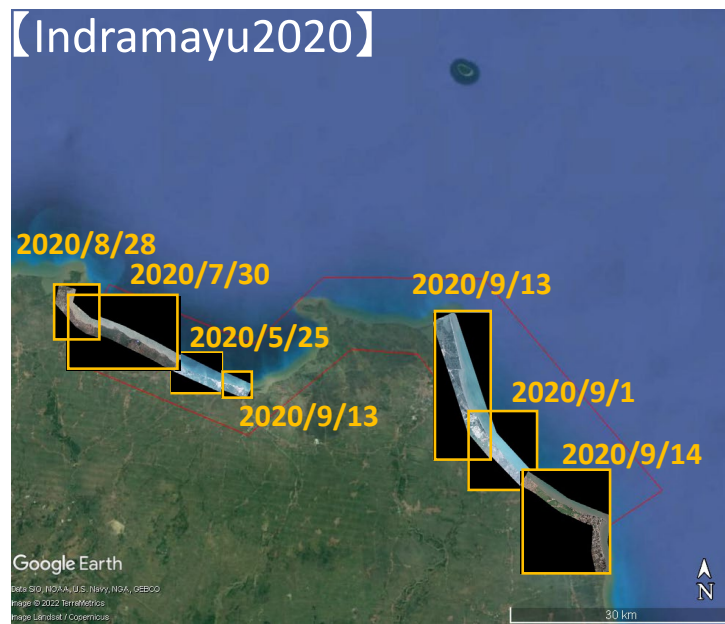 【Indramayu2020】
2020/8/28
2020/7/30
2020/9/13
2020/5/25
2020/9/13
2020/9/1
2020/9/14
Google Earth
Data SIO, NOAA, U.S. Navy, NGA, GEBCO
Image © 2022 TerraMetrics
Image Landsat / Copernicus
N
30 km